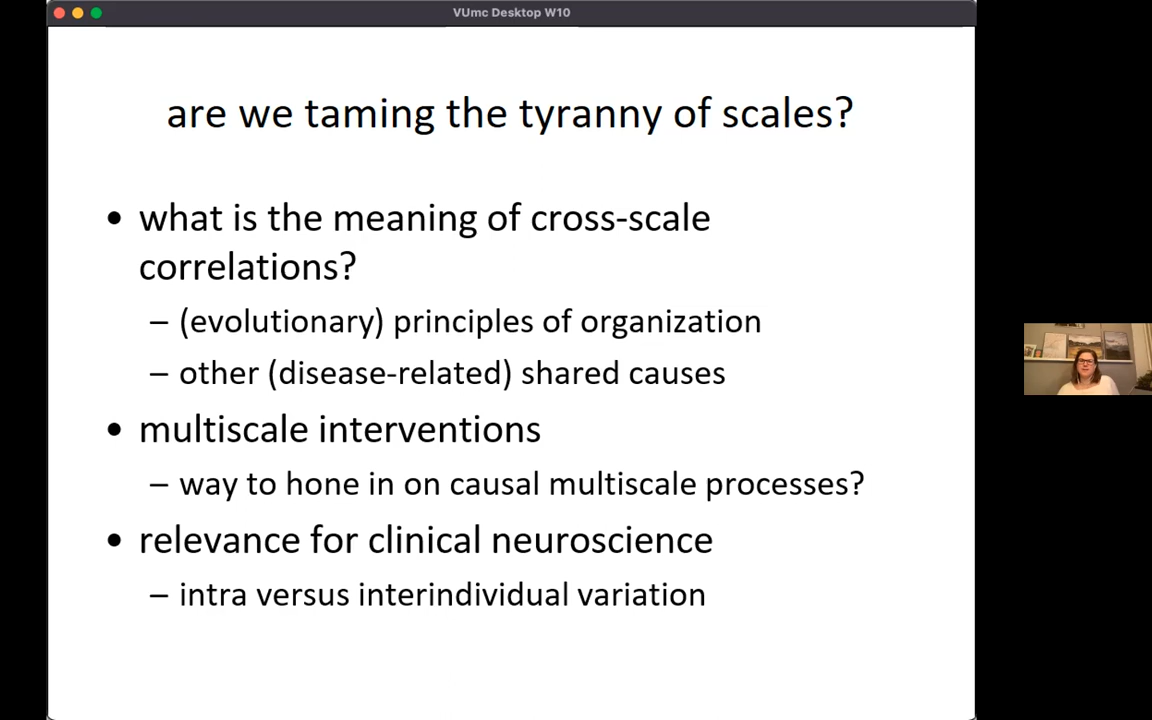 VUmc Desktop W10
are we taming the tyranny of scales?
• what is the meaning of cross-scale
correlations?
– (evolutionary) principles of organization
– other (disease-related) shared causes
• multiscale interventions
– way to hone in on causal multiscale processes?
• relevance for clinical neuroscience
– intra versus interindividual variation